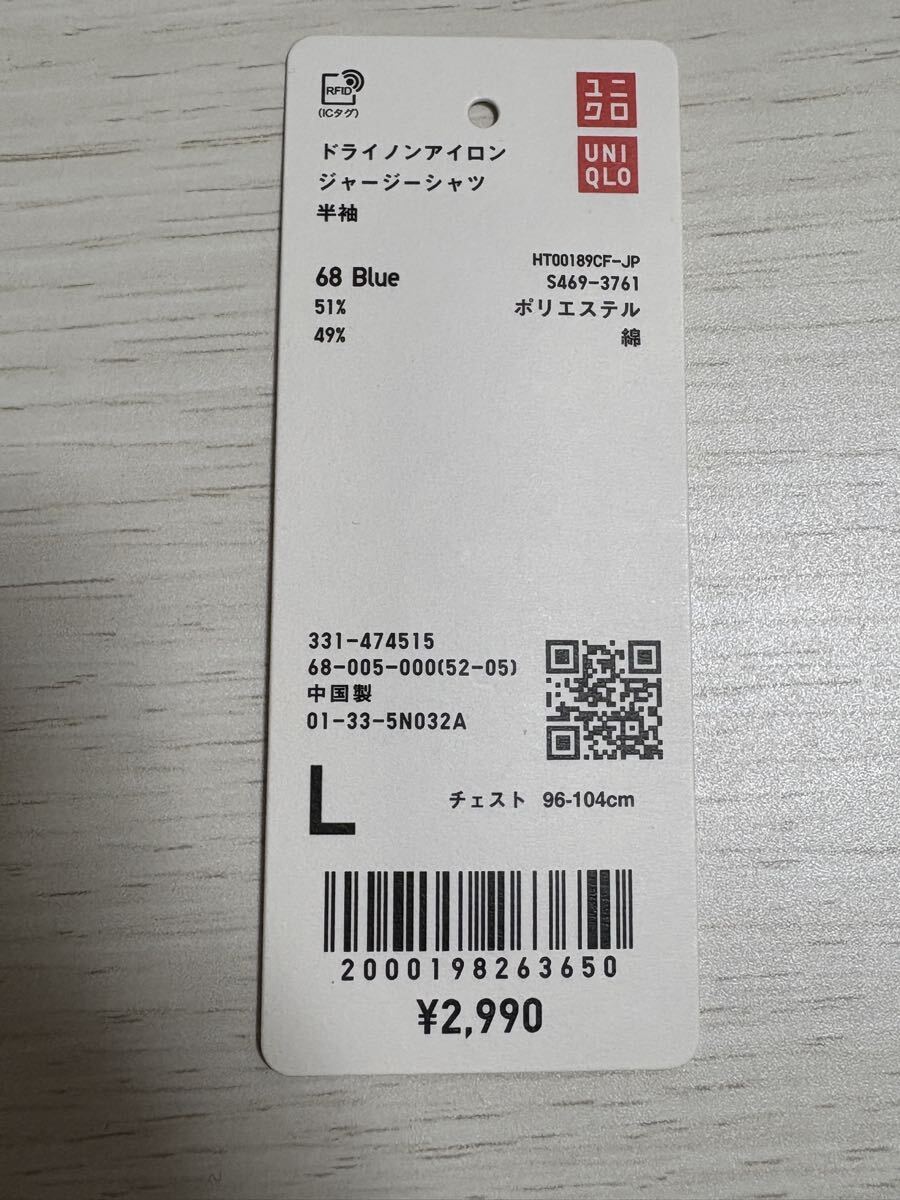 RFID
(ICタグ)
ユニ
クロ
UNI
QLO
ドライノンアイロン
ジャージーシャツ
半袖
HT00189CF-JP
68 Blue
S469-3761
51% ポリエステル
49% 綿
331-474515
68-005-000(52-05)
中国製
01-33-5N032A
L
チェスト 96-104cm
2000198263650
¥2,990